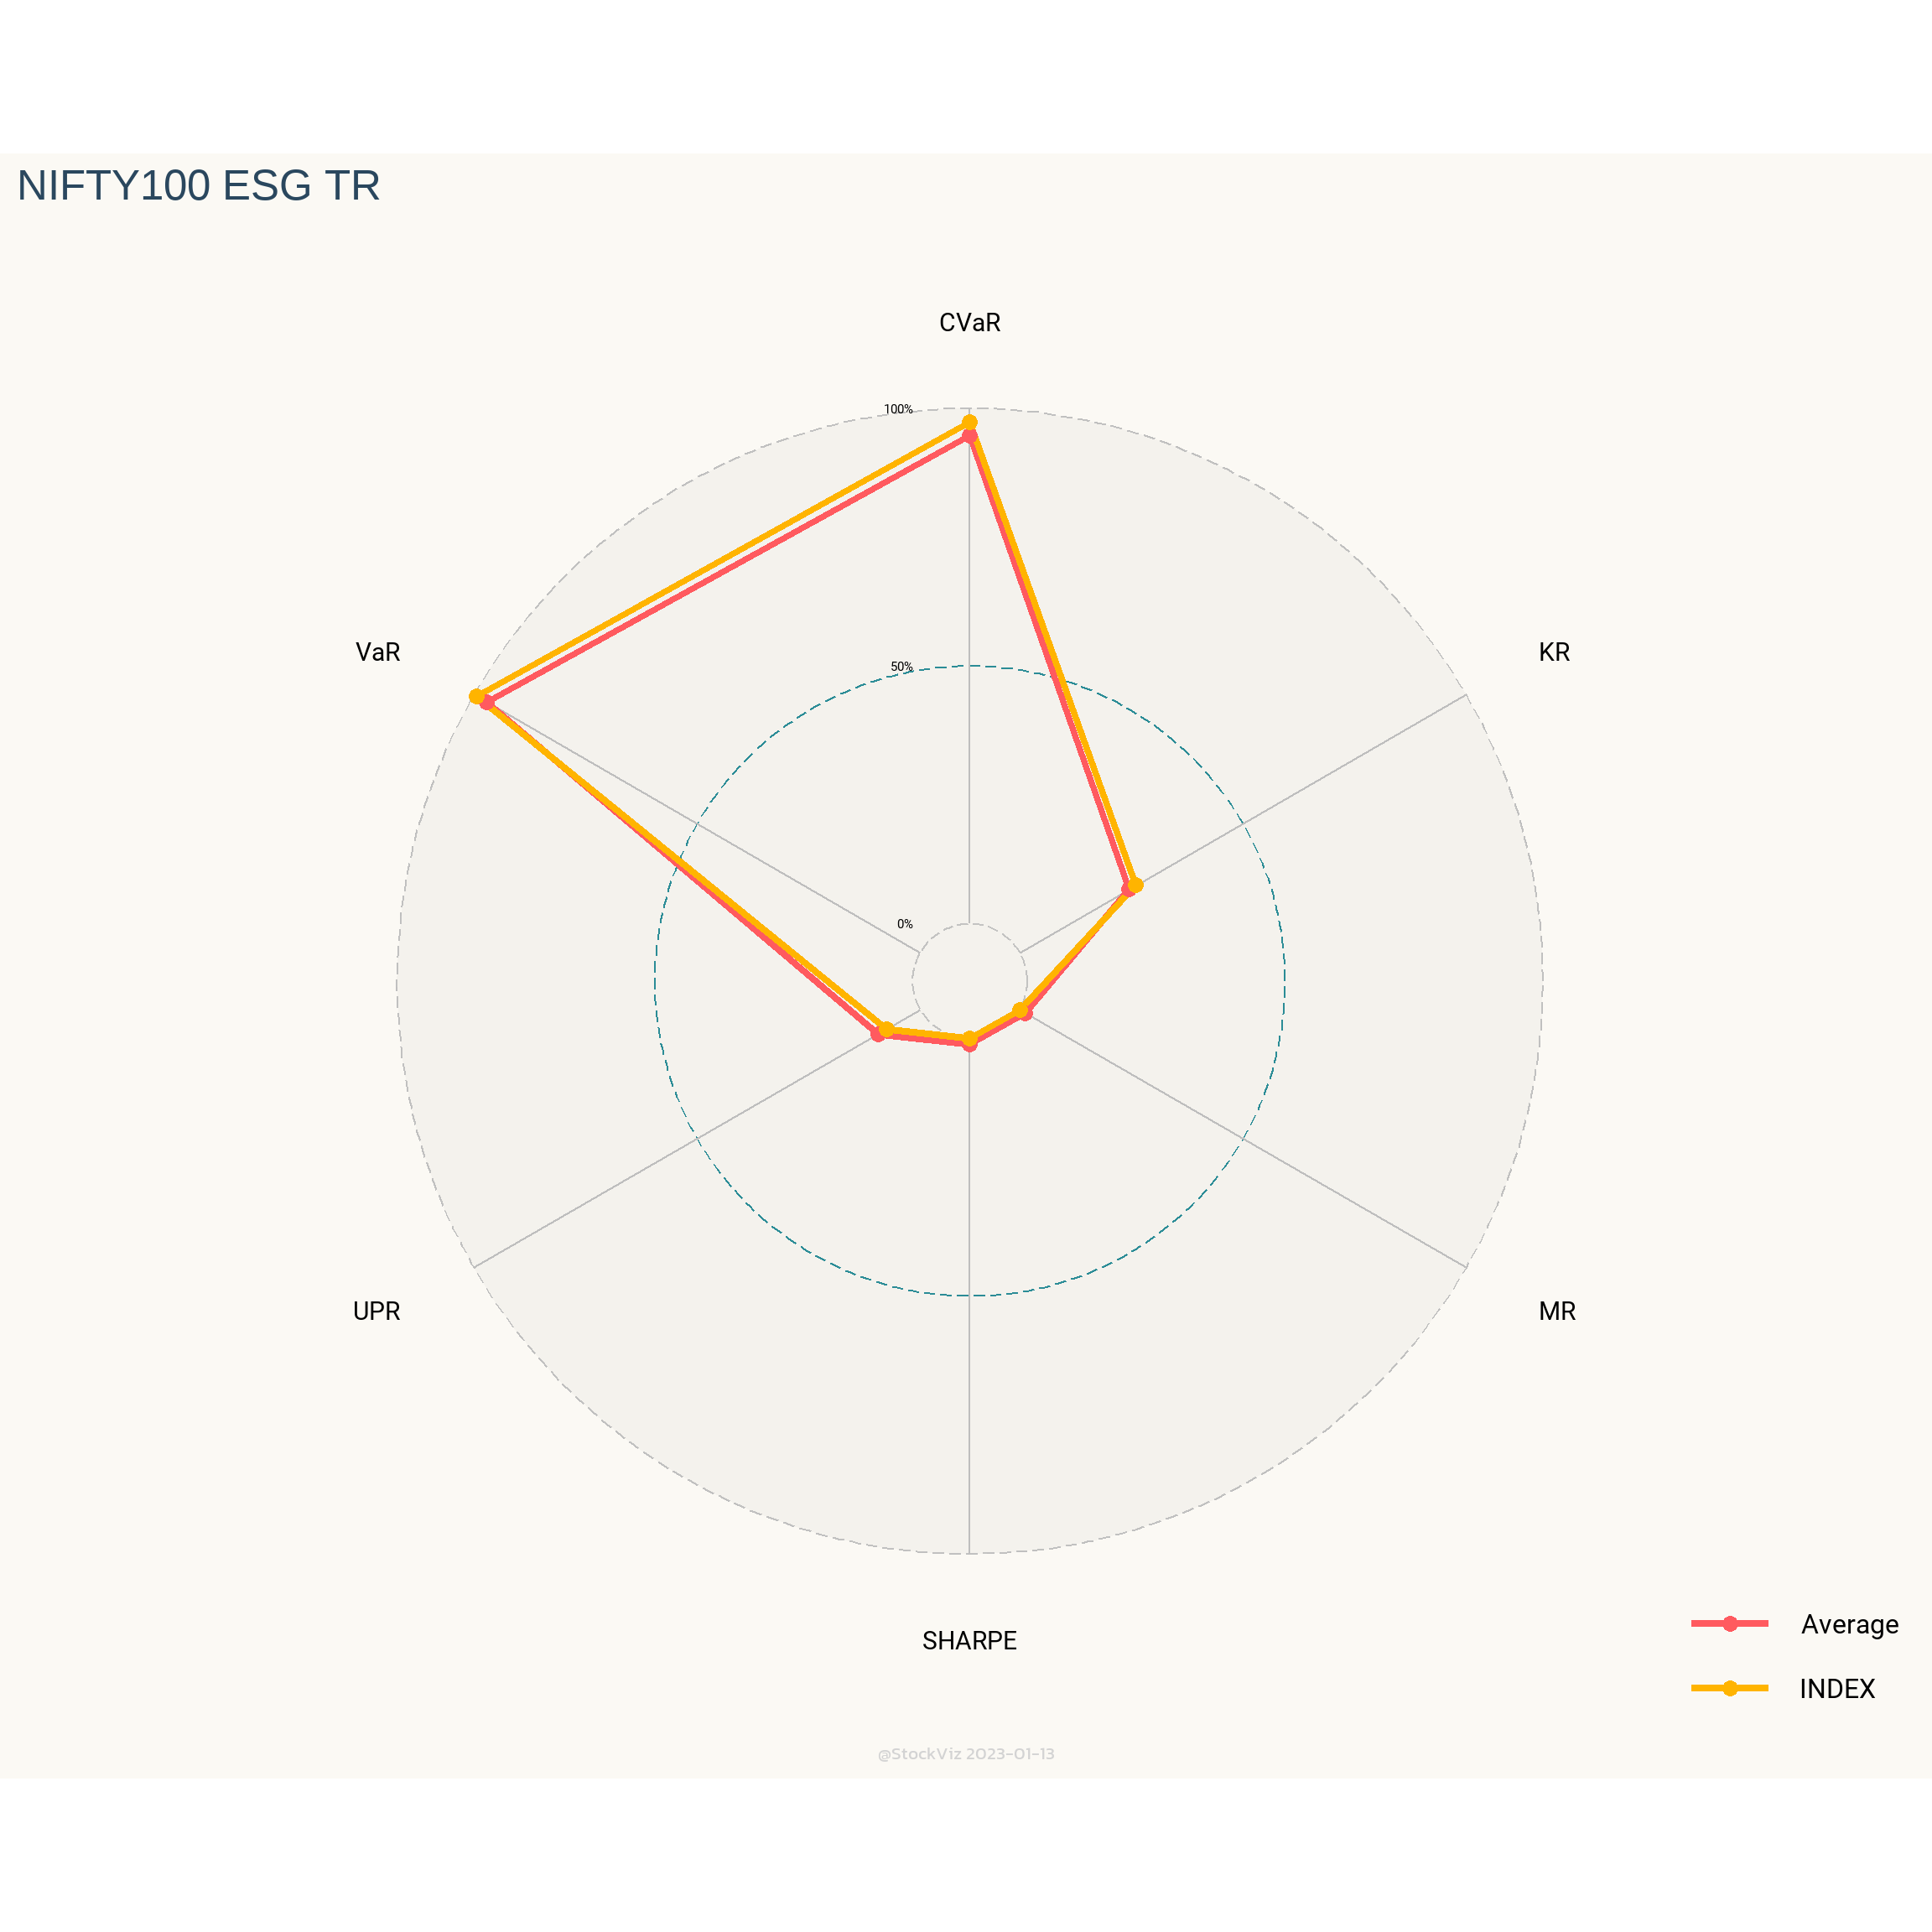 NIFTY100 ESG TR
CVaR
100%
VaR
KR
50%
0%
UPR
MR
SHARPE
Average
INDEX
@StockViz 2023-01-13